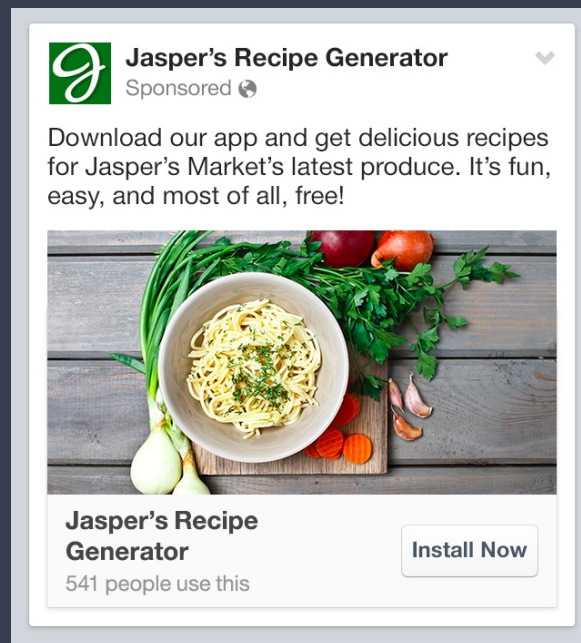 Jasper’s Recipe Generator
Sponsored
Download our app and get delicious recipes
for Jasper’s Market’s latest produce. It’s fun,
easy, and most of all, free!
Jasper’s Recipe
Generator
541 people use this
Install Now